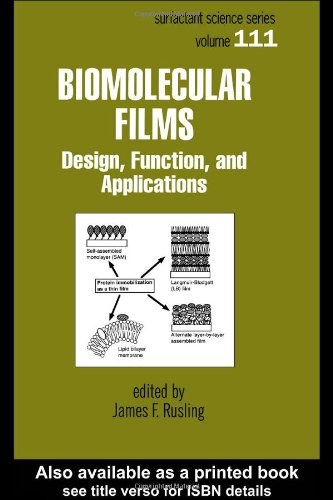 surfactant science series
volume 111
BIOMOLECULAR
FILMS
Design, Function, and
Applications
Self-assembled
monolayer (SAM)
Langmuir-Blodgett
(LB) film
Protein immobilization
as a thin film
Lipid bilayer
membrane
Alternate layer-by-layer
assembled film
edited by
James F. Rusling
Also available as a printed book
see title verso for ISBN details